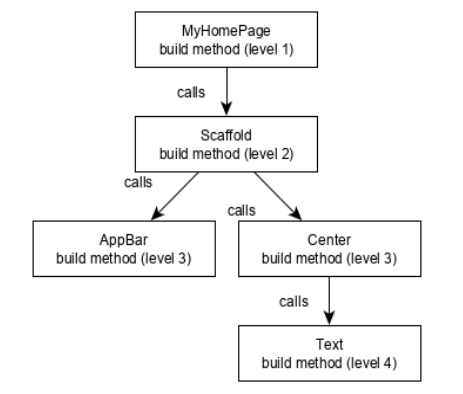 MyHomePage
build method (level 1)
calls
Scaffold
build method (level 2)
calls
calls
AppBar
build method (level 3)
Center
build method (level 3)
calls
Text
build method (level 4)